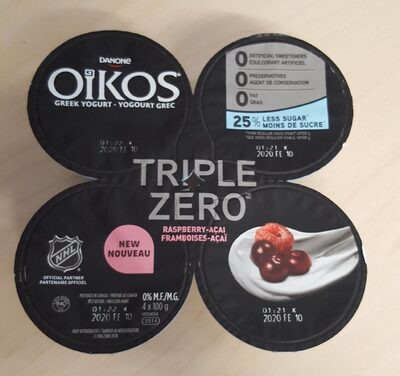 DANONE
OIKOS
GREEK YOGURT - YOGOURT GREC
01:22 x
2020 FE 10
0 ARTIFICIAL SWEETENERS
EDULCORANT ARTIFICIEL
0 PRESERVATIVES
AGENT DE CONSERVATION
0 FAT
GRAS
25% LESS SUGAR*
MOINS DE SUCRE*
01:21 x
2020 FE 10
TRIPLE
ZERO
RASPBERRY-AÇAI
FRAMBOISES-AÇAÏ
NHL
OFFICIAL PARTNER
PARTENAIRE OFFICIEL
NEW
NOUVEAU
0% M.F./M.G.
4 x 100 g
01:22 x
2020 FE 10
01:21 x
2020 FE 10